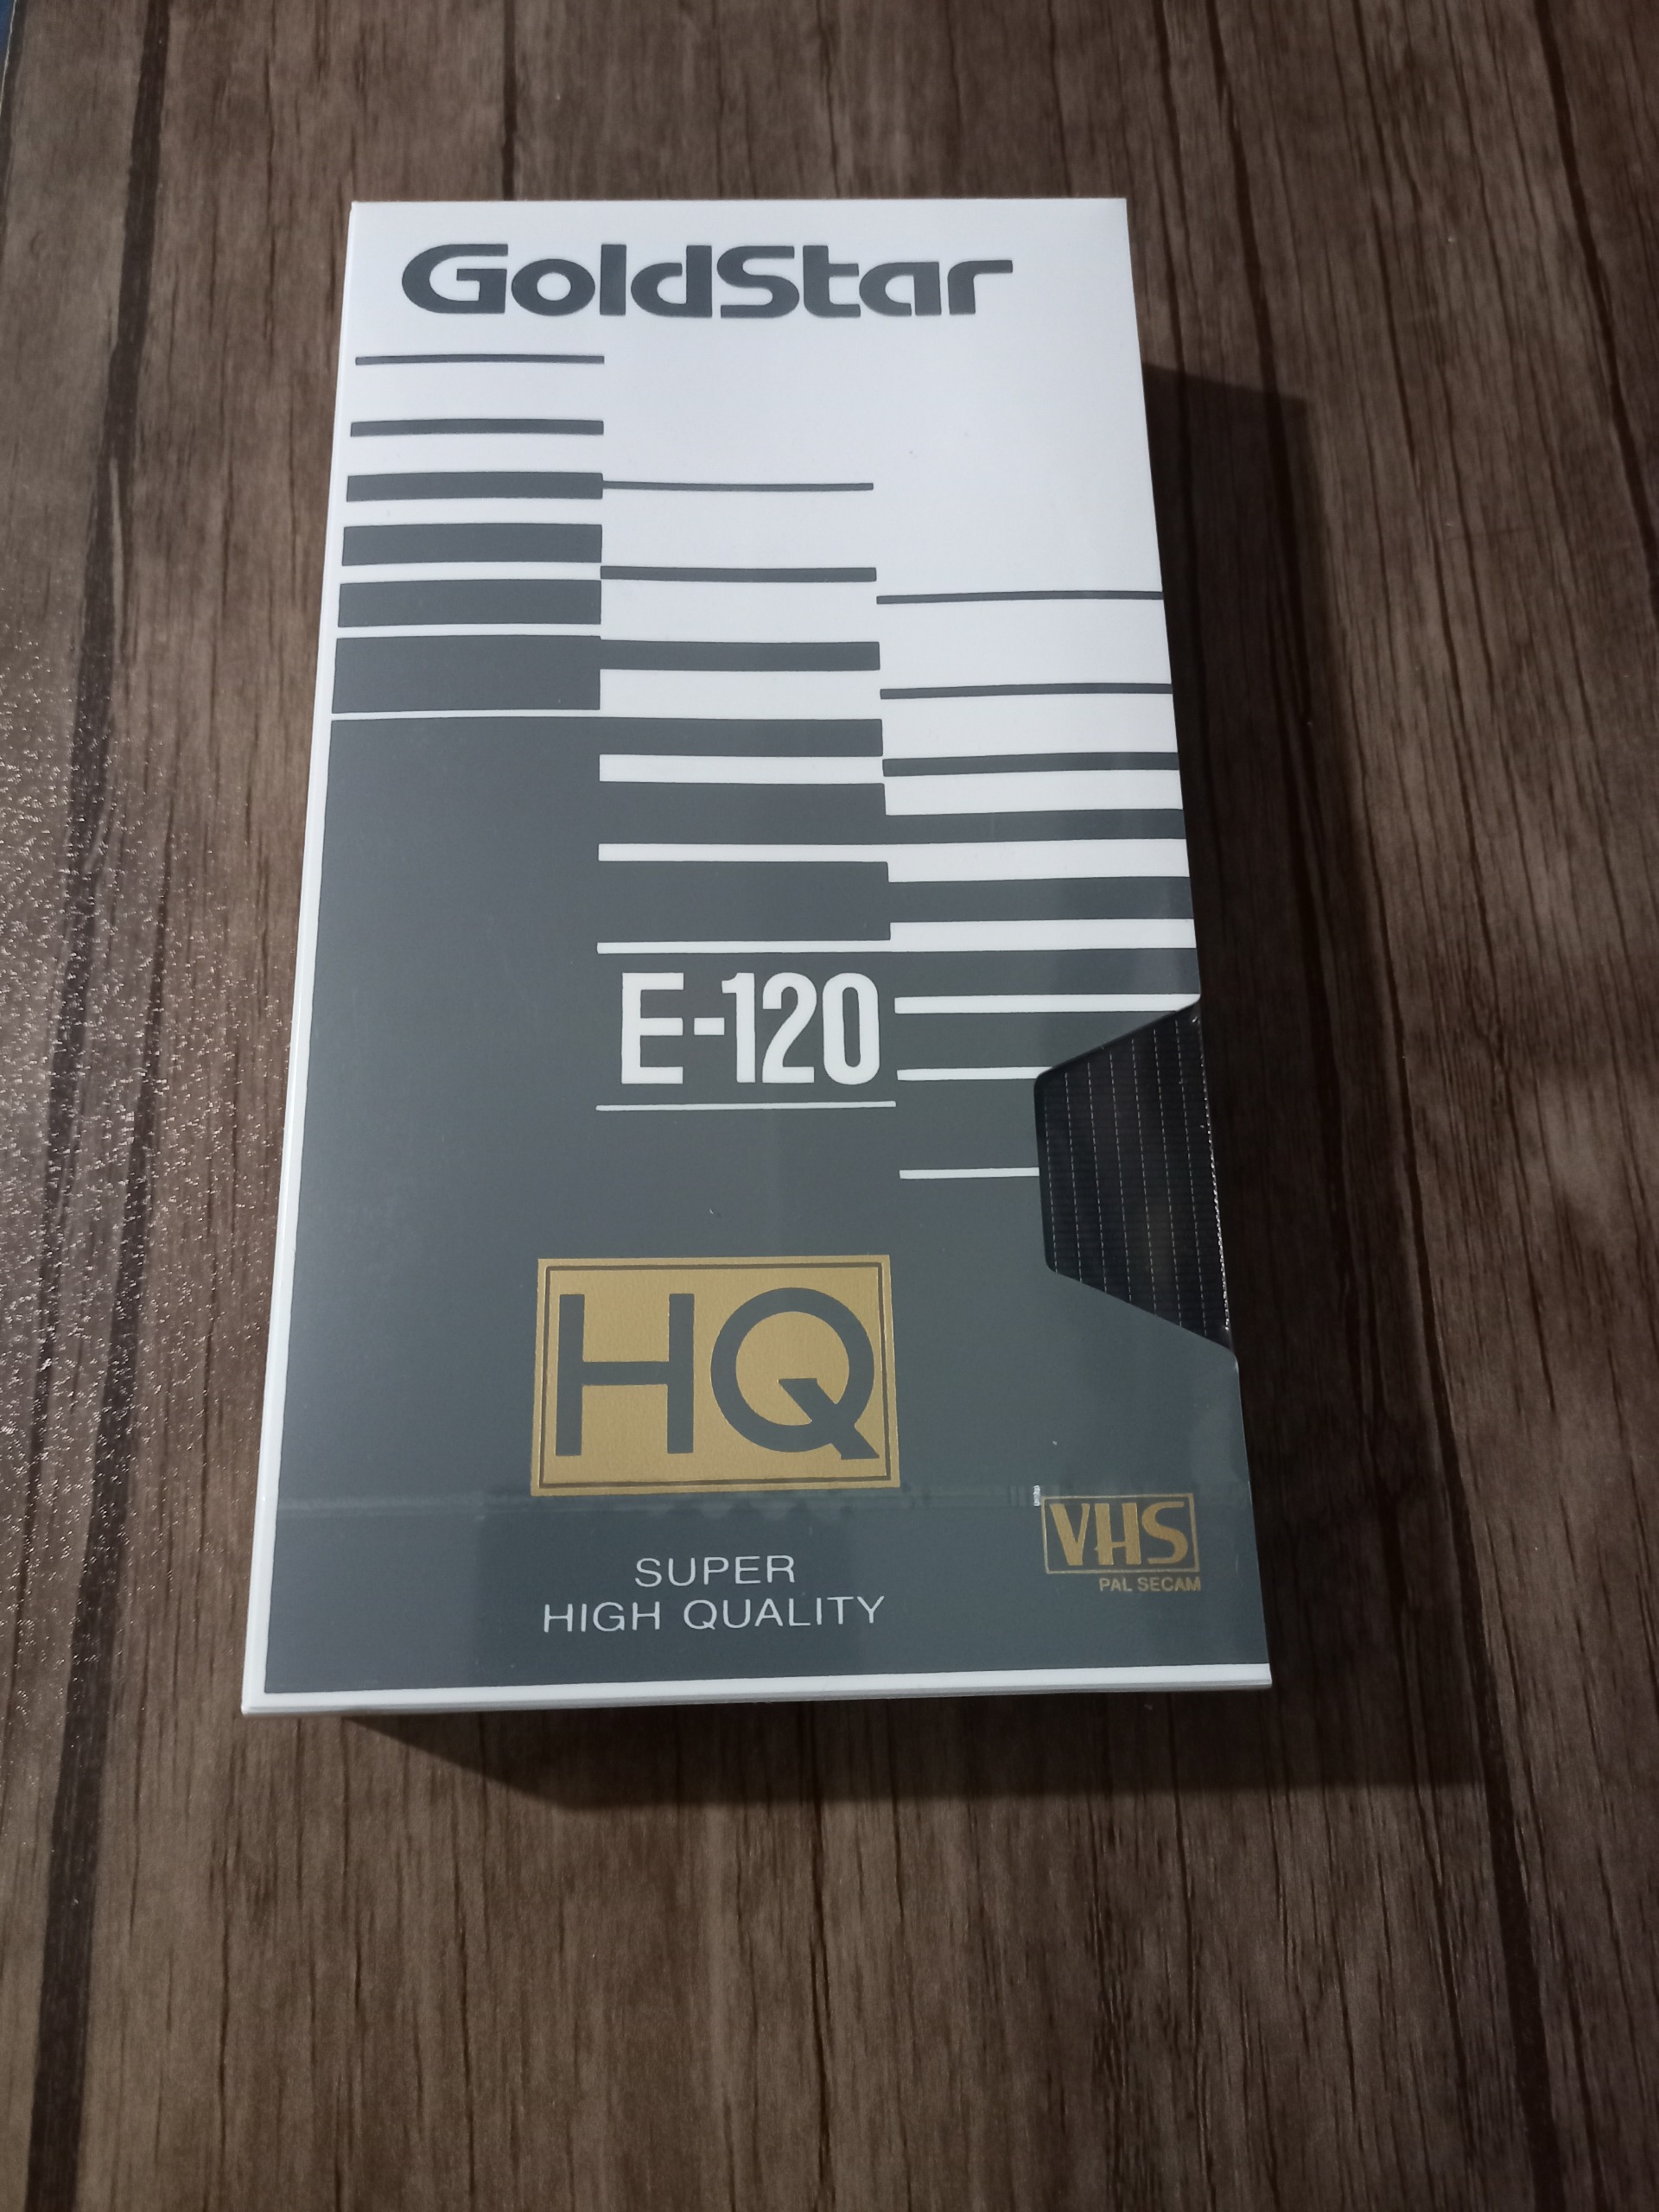 GoldStar
E-120
HQ
SUPER
HIGH QUALITY
VHS
PAL SECAM